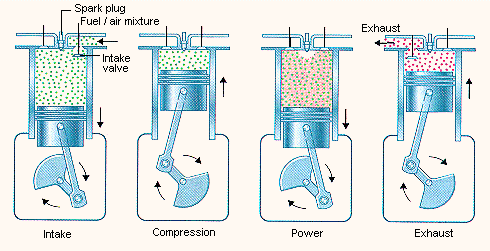 Spark plug
Fuel / air mixture
Intake
valve
Exhaust
Intake
Compression
Power
Exhaust